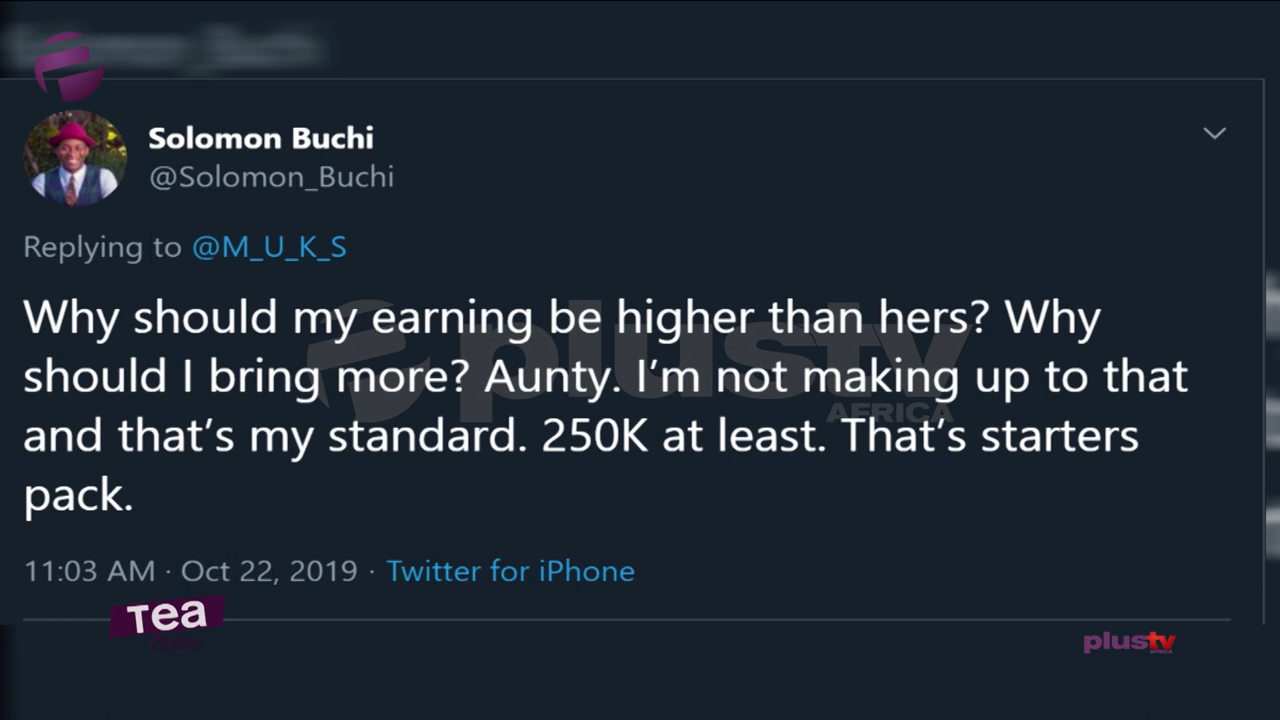 Solomon Buchi
@Solomon_Buchi
Replying to @M_U_K_S
Why should my earning be higher than hers? Why
should I bring more? Aunty. I'm not making up to that
and that's my standard. 250K at least. That's starters
pack.
plustv
AFRICA
11:03 AM · Oct 22, 2019 · Twitter for iPhone
Tea
plustv
AFRICA